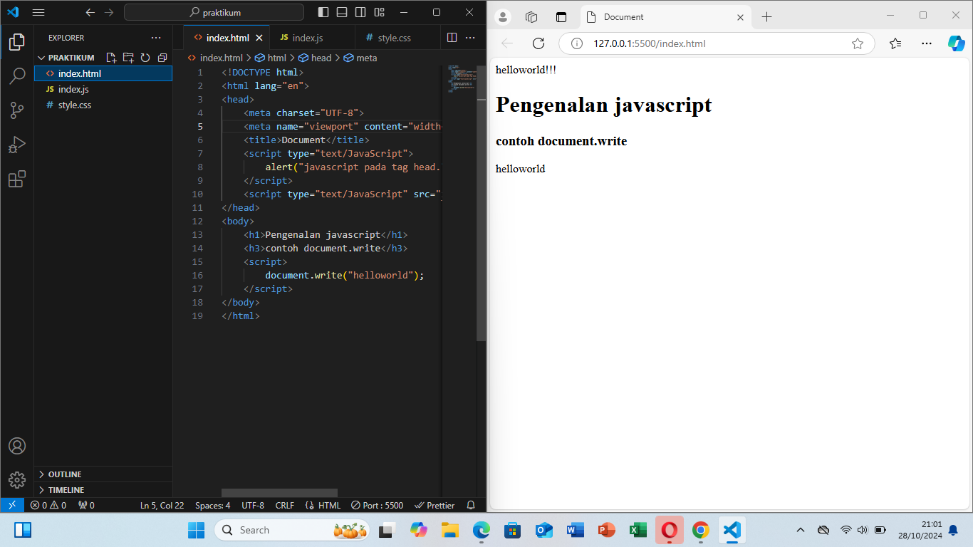 praktikum
EXPLORER
PRAKTIKUM
index.html
index.js
style.css
OUTLINE
TIMELINE
index.html
index.js
style.css
index.html > html > head > meta
1 <!DOCTYPE html>
2 <html lang="en">
3 <head>
4 <meta charset="UTF-8">
5 <meta name="viewport" content="width
6 <title>Document</title>
7 <script type="text/JavaScript">
8 alert("javascript pada tag head.
9 </script>
10 <script type="text/JavaScript" src="
11 </head>
12 <body>
13 <h1>Pengenalan javascript</h1>
14 <h3>contoh document.write</h3>
15 <script>
16 document.write("helloworld");
17 </script>
18 </body>
19 </html>
0 0 0 Ln 5, Col 22 Spaces: 4 UTF-8 CRLF HTML Port : 5500 Prettier
Document
127.0.0.1:5500/index.html
helloworld!!!
Pengenalan javascript
contoh document.write
helloworld
Search
21:01
28/10/2024